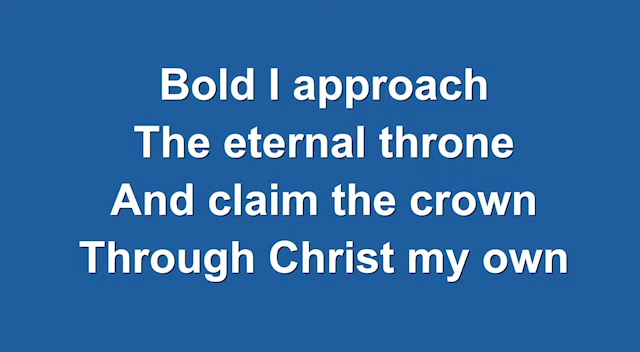 Bold I approach
The eternal throne
And claim the crown
Through Christ my own